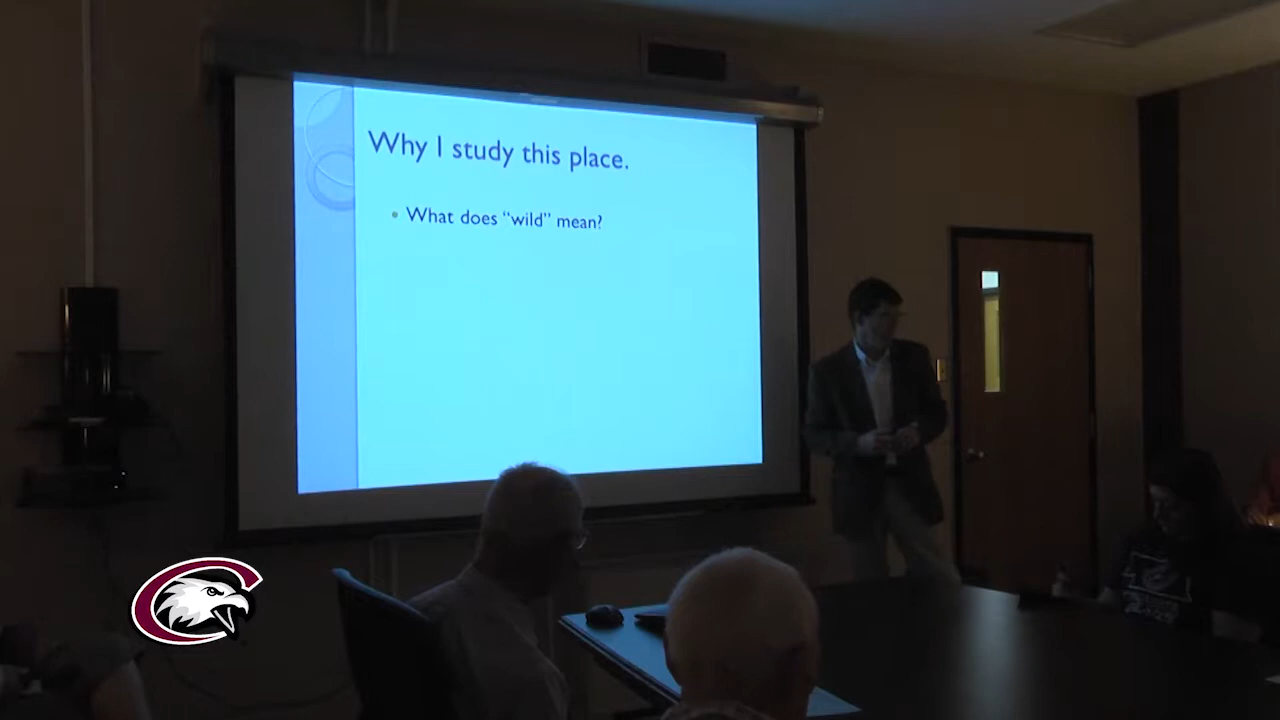 Why I study this place.
• What does “wild” mean?